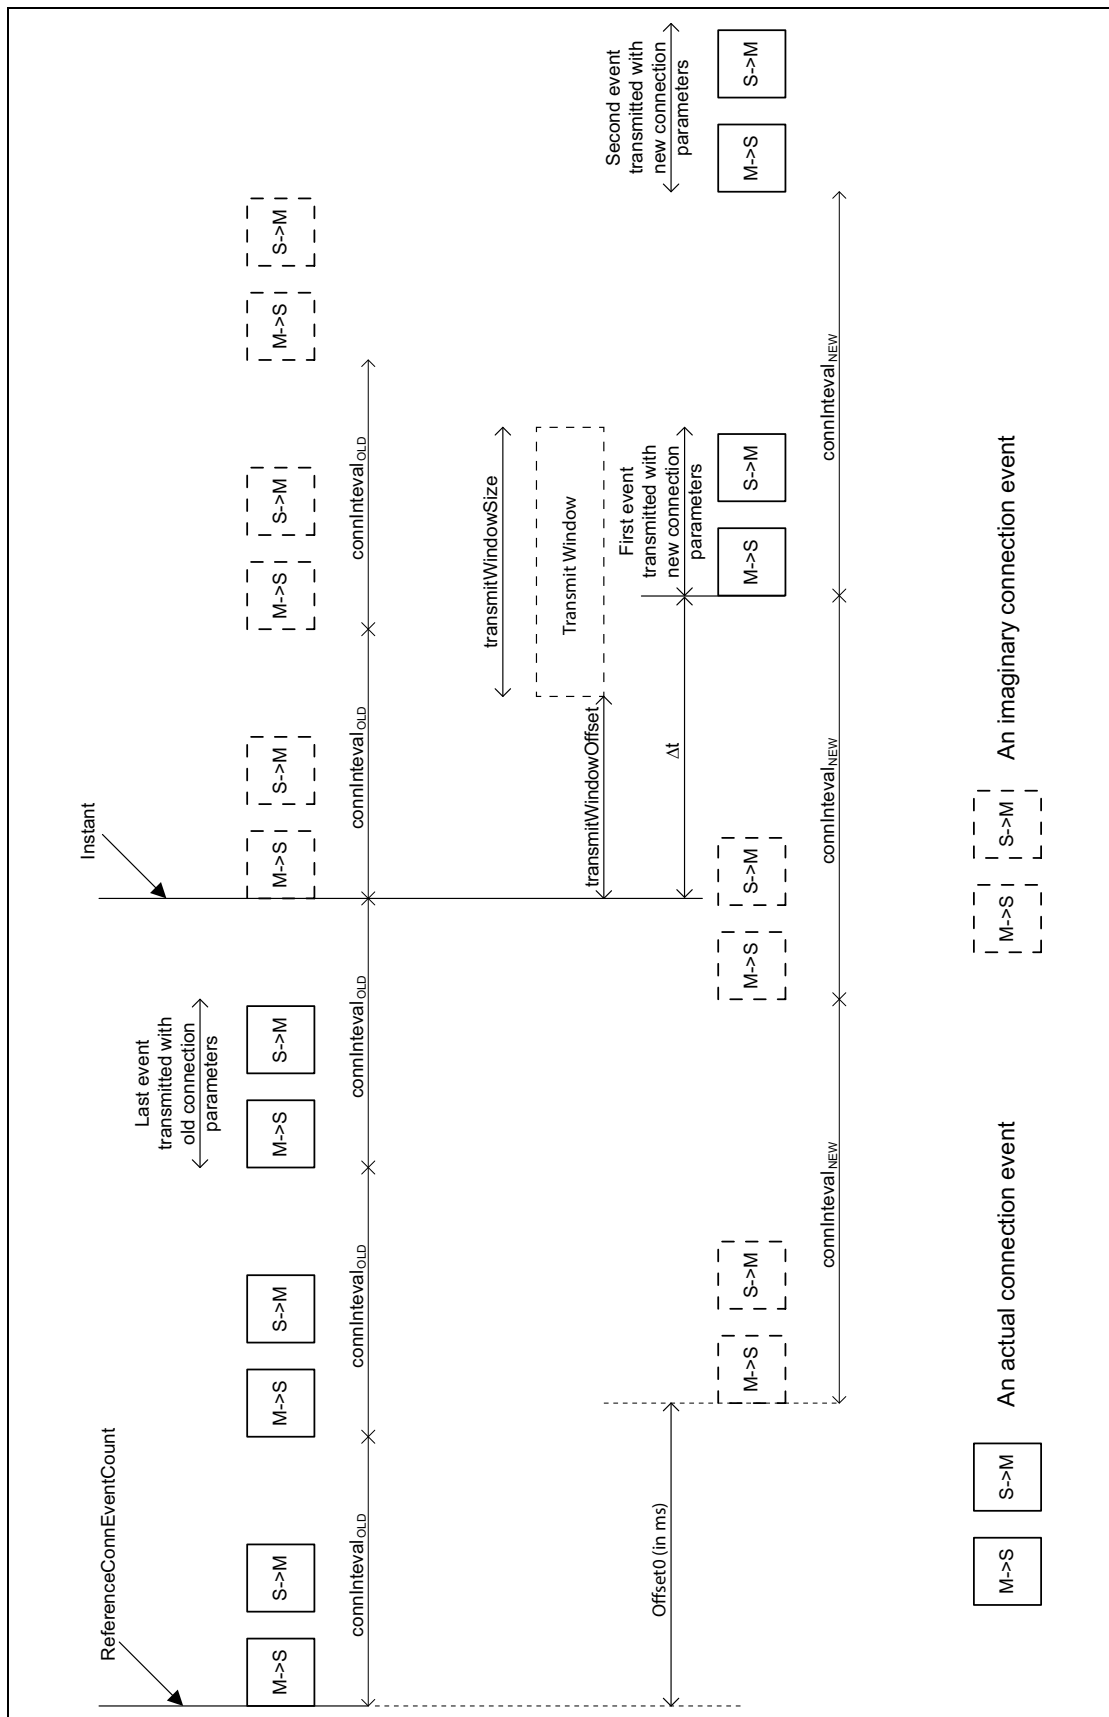 Instant
ReferenceConnEventCount
Last event
transmitted with
old connection
parameters
M->S
S->M
M->S
S->M
M->S
S->M
M->S
S->M
M->S
S->M
M->S
S->M
connInteval_OLD
connInteval_OLD
connInteval_OLD
connInteval_OLD
connInteval_OLD
transmitWindowSize
Transmit Window
transmitWindowOffset
First event
transmitted with
new connection
parameters
Second event
transmitted with
new connection
parameters
Offset0 (in ms)
Δt
M->S
S->M
M->S
S->M
M->S
S->M
M->S
S->M
connInteval_NEW
connInteval_NEW
connInteval_NEW
M->S
S->M
An actual connection event
M->S
S->M
An imaginary connection event